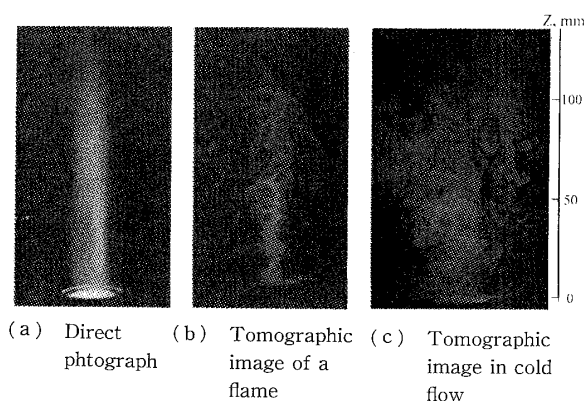 Z, mm
100
50
0
(a) Direct
phtograph
(b) Tomographic
image of a
flame
(c) Tomographic
image in cold
flow